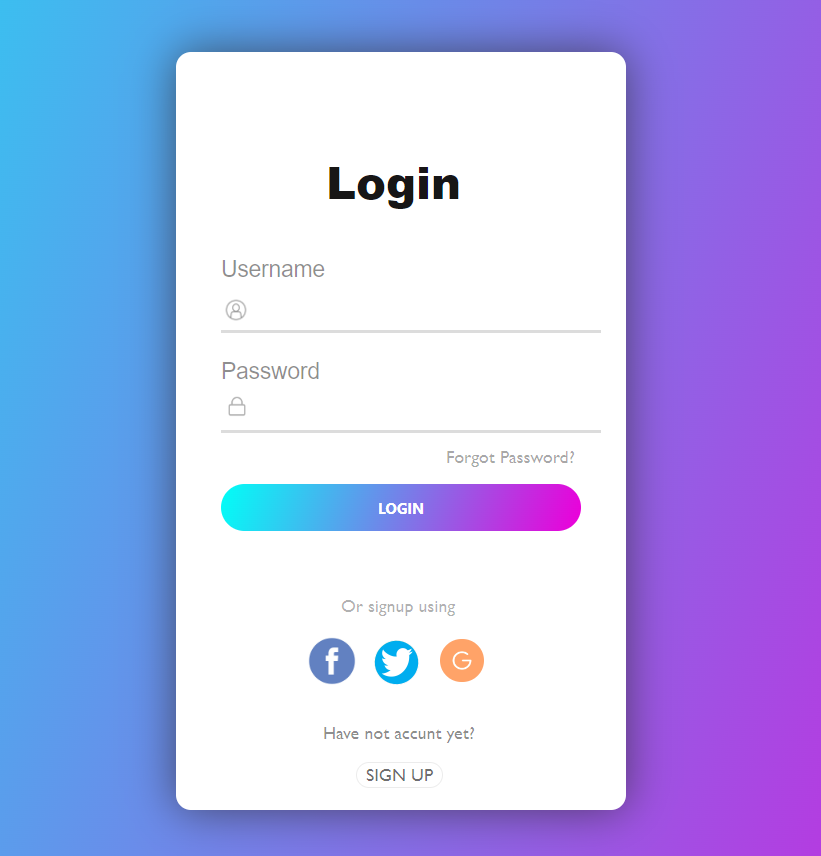 Login
Username
Password
Forgot Password?
LOGIN
Or signup using
f G
Have not accunt yet?
SIGN UP